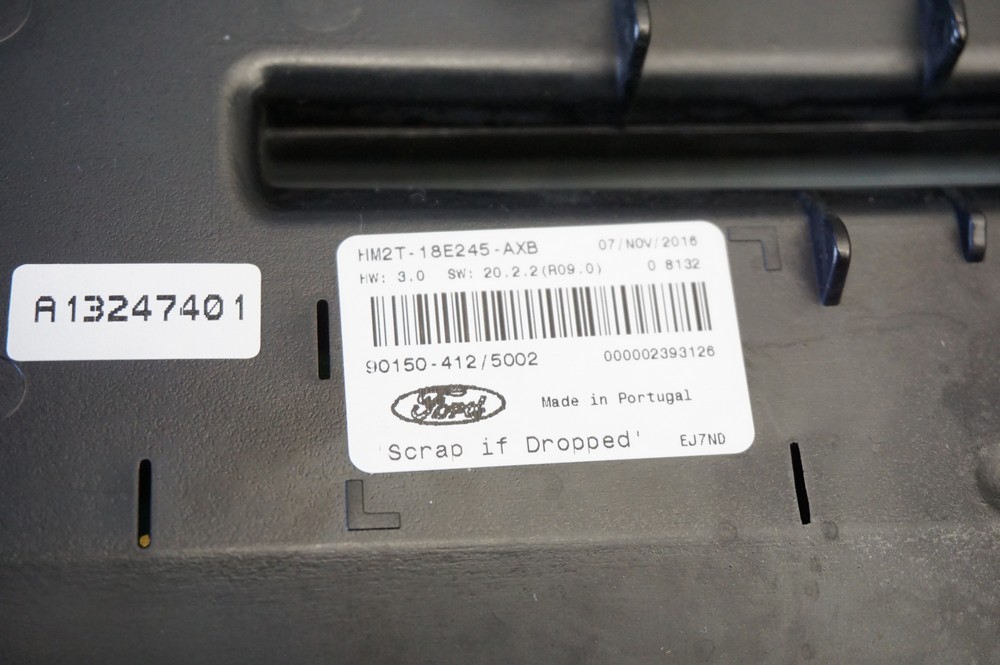 A13247401
HM2T-18E245-AXB 07/NOV/2016
HW: 3.0 SW: 20.2.2(R09.0) 0 8132
90150-412/5002 000002393126
Ford Made in Portugal
'Scrap if Dropped' EJ7ND